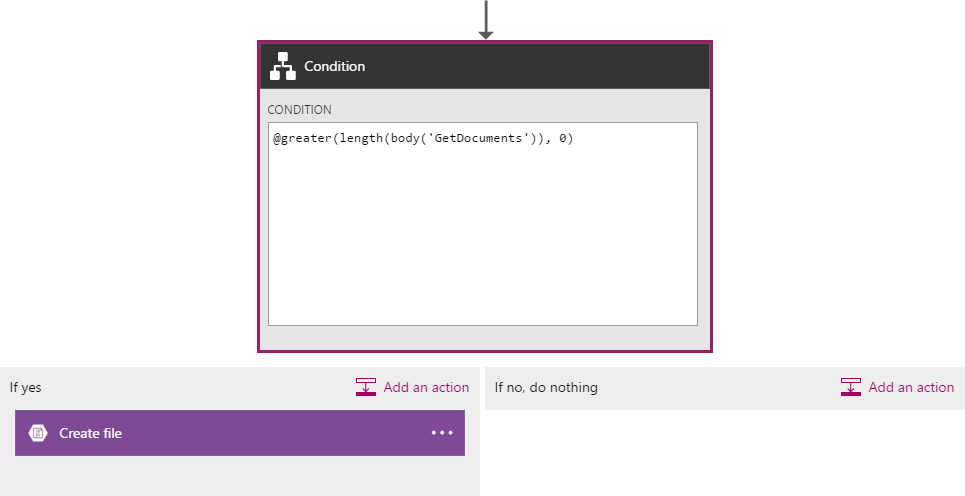 Condition
CONDITION
@greater(length(body('GetDocuments')), 0)
If yes
Add an action
If no, do nothing
Add an action
Create file